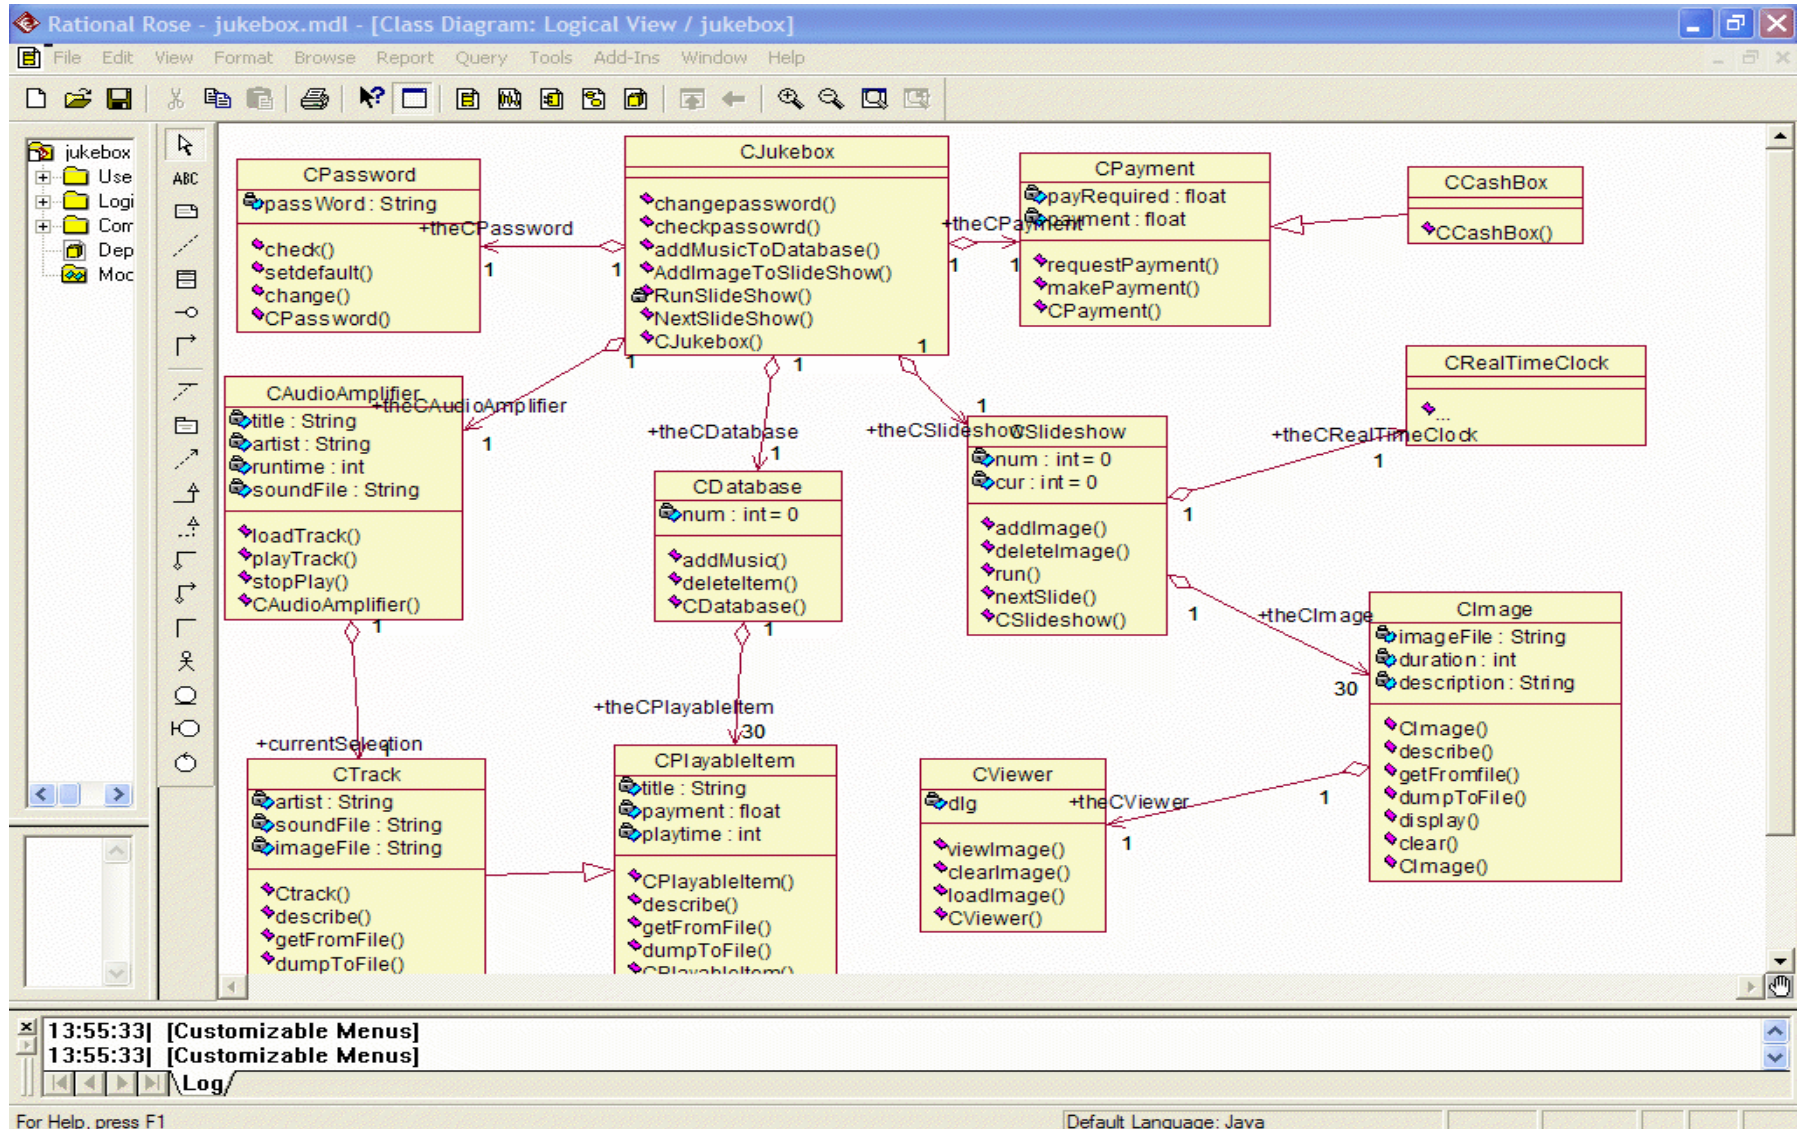 Rational Rose - jukebox.mdl - [Class Diagram: Logical View / jukebox]
File Edit View Format Browse Report Query Tools Add-Ins Window Help
jukebox
Use
Logi
Com
Dep
Moc
ABC
CPassword
passWord : String
check()
setdefault()
change()
CPassword()
+theCPassword
1
1
CJukebox
changepassword()
checkpassowrd()
addMusicToDatabase()
AddImageToSlideShow()
RunSlideShow()
NextSlideShow()
CJukebox()
+theCPayment
1
1
CPayment
payRequired : float
payment : float
requestPayment()
makePayment()
CPayment()
CCashBox
CCashBox()
CAudioAmplifier
title : String
artist : String
runtime : int
soundFile : String
loadTrack()
playTrack()
stopPlay()
CAudioAmplifier()
+theCAudioAmplifier
1
1
+theCDatabase
1
1
CDatabase
num : int = 0
addMusic()
deleteItem()
CDatabase()
+theCSlideshow
1
1
CSlideshow
num : int = 0
cur : int = 0
addImage()
deleteImage()
run()
nextSlide()
CSlideshow()
CRealTimeClock
...
+theCRealTimeClock
1
1
+theCImage
1
30
CImage
imageFile : String
duration : int
description : String
CImage()
describe()
getFromfile()
dumpToFile()
display()
clear()
CImage()
1
+currentSelection
1
CTrack
artist : String
soundFile : String
imageFile : String
Ctrack()
describe()
getFromFile()
dumpToFile()
1
+thePlayableItem
30
CPlayableItem
title : String
payment : float
playtime : int
CPlayableItem()
describe()
getFromFile()
dumpToFile()
CPlayableItem()
CViewer
dlg
viewImage()
clearImage()
loadImage()
CViewer()
+theCViewer
1
1
13:55:33| [Customizable Menus]
13:55:33| [Customizable Menus]
Log
For Help, press F1
Default Language: Java